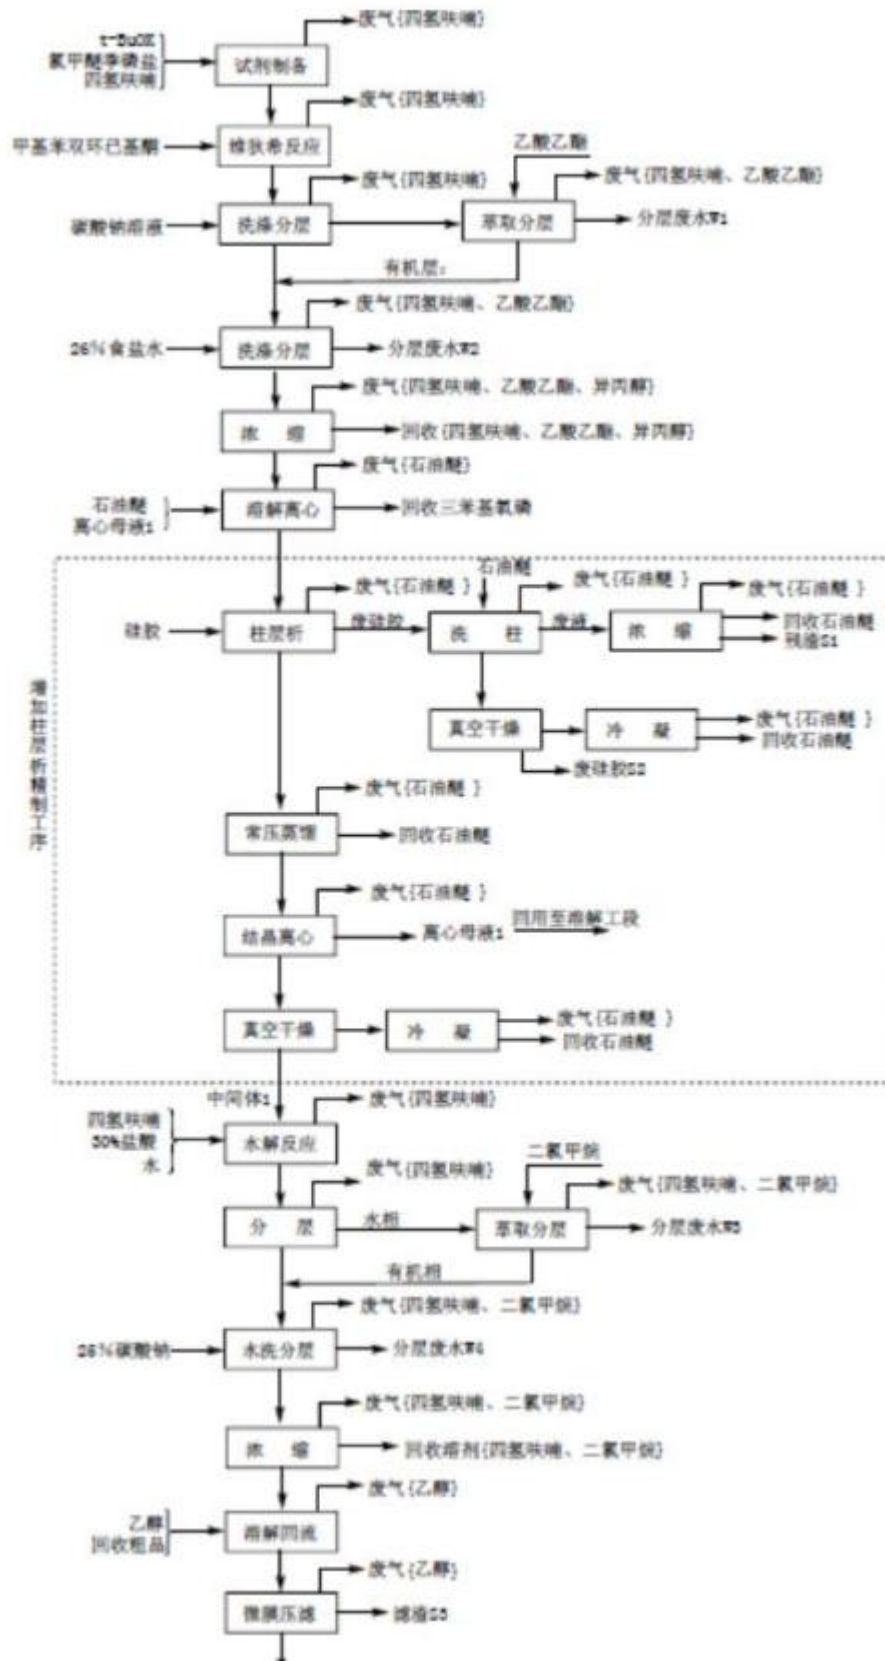 废气{四氢呋喃}
t-BuOK
氯甲醚季磷盐
四氢呋喃
试剂制备
废气{四氢呋喃}
甲基苯双环己基酮
维狄希反应
乙酸乙酯
废气{四氢呋喃}
废气{四氢呋喃、乙酸乙酯}
碳酸钠溶液
洗涤分层
萃取分层
分层废水W1
有机层:
废气{四氢呋喃、乙酸乙酯}
26%食盐水
洗涤分层
分层废水W2
废气{四氢呋喃、乙酸乙酯、异丙醇}
浓 缩
回收{四氢呋喃、乙酸乙酯、异丙醇}
废气{石油醚}
石油醚
离心母液1
溶解离心
回收三苯基氧磷
石油醚
废气{石油醚 }
废气{石油醚 }
废气{石油醚 }
硅胶
柱层析
废硅胶
洗 柱
废液
浓 缩
回收石油醚
残渣S1
增加柱层析精制工序
真空干燥
冷 凝
废气{石油醚 }
回收石油醚
废硅胶S2
废气{石油醚 }
常压蒸馏
回收石油醚
废气{石油醚 }
结晶离心
离心母液1
回用至溶解工段
真空干燥
冷 凝
废气{石油醚 }
回收石油醚
中间体1
废气{四氢呋喃}
四氢呋喃
30%盐酸
水
水解反应
二氯甲烷
废气{四氢呋喃}
废气{四氢呋喃、二氯甲烷}
分 层
水相
萃取分层
分层废水W3
有机相
废气{四氢呋喃、二氯甲烷}
25%碳酸钠
水洗分层
分层废水W4
废气{四氢呋喃、二氯甲烷}
浓 缩
回收溶剂{四氢呋喃、二氯甲烷}
废气{乙醇}
乙醇
回收粗品
溶解回流
废气{乙醇}
微膜压滤
滤渣S3